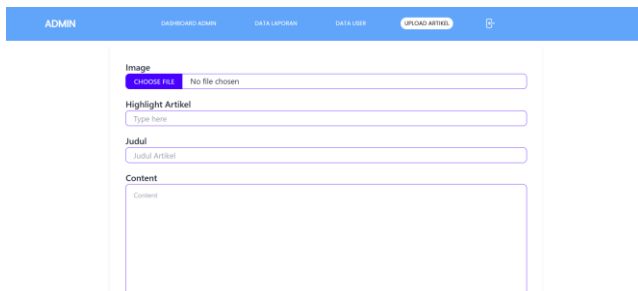 ADMIN DASHBOARD ADMIN DATA LAPORAN DATA USER UPLOAD ARTIKEL
Image
CHOOSE FILE No file chosen
Highlight Artikel
Type here
Judul
Judul Artikel
Content
Content